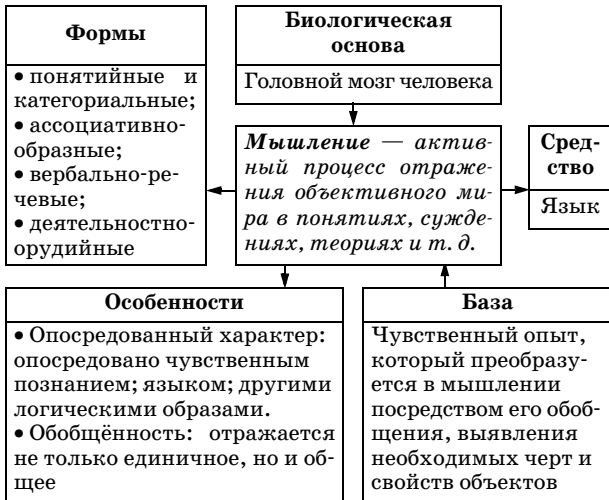 Формы
• понятийные и
категориальные;
• ассоциативно-
образные;
• вербально-ре-
чевые;
• деятельностно-
орудийные
Биологическая
основа
Головной мозг человека
Мышление — актив-
ный процесс отраже-
ния объективного ми-
ра в понятиях, сужде-
ниях, теориях и т. д.
Сред-
ство
Язык
Особенности
• Опосредованный характер:
опосредовано чувственным
познанием; языком; другими
логическими образами.
• Обобщённость: отражается
не только единичное, но и об-
щее
База
Чувственный опыт,
который преобразу-
ется в мышлении
посредством его обоб-
щения, выявления
необходимых черт и
свойств объектов